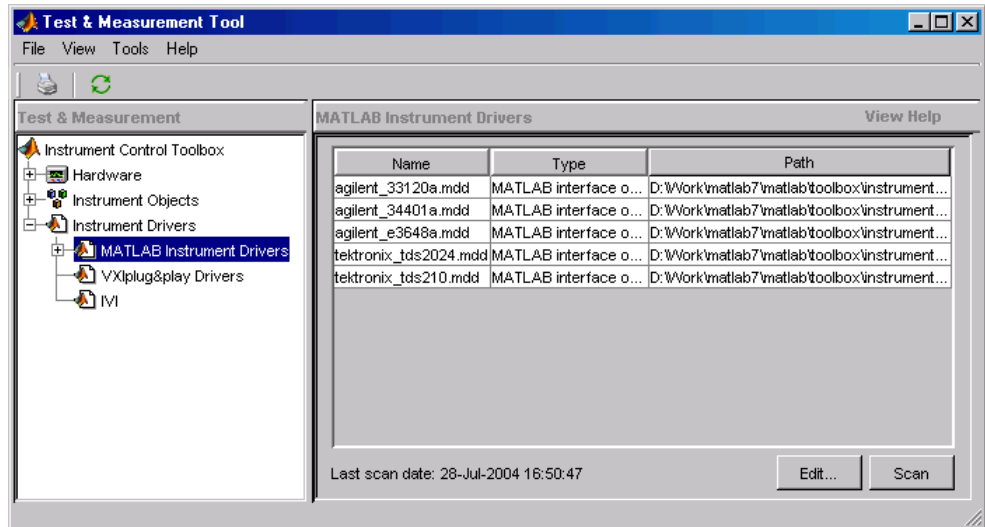 Test & Measurement Tool
File View Tools Help
Test & Measurement
MATLAB Instrument Drivers View Help
Instrument Control Toolbox
Hardware
Instrument Objects
Instrument Drivers
MATLAB Instrument Drivers
VXIplug&play Drivers
IVI
Name Type Path
agilent_33120a.mdd MATLAB interface o... D:\Work\matlab7\matlab\toolbox\instrument...
agilent_34401a.mdd MATLAB interface o... D:\Work\matlab7\matlab\toolbox\instrument...
agilent_e3648a.mdd MATLAB interface o... D:\Work\matlab7\matlab\toolbox\instrument...
tektronix_tds2024.mdd MATLAB interface o... D:\Work\matlab7\matlab\toolbox\instrument...
tektronix_tds210.mdd MATLAB interface o... D:\Work\matlab7\matlab\toolbox\instrument...
Last scan date: 28-Jul-2004 16:50:47 Edit... Scan